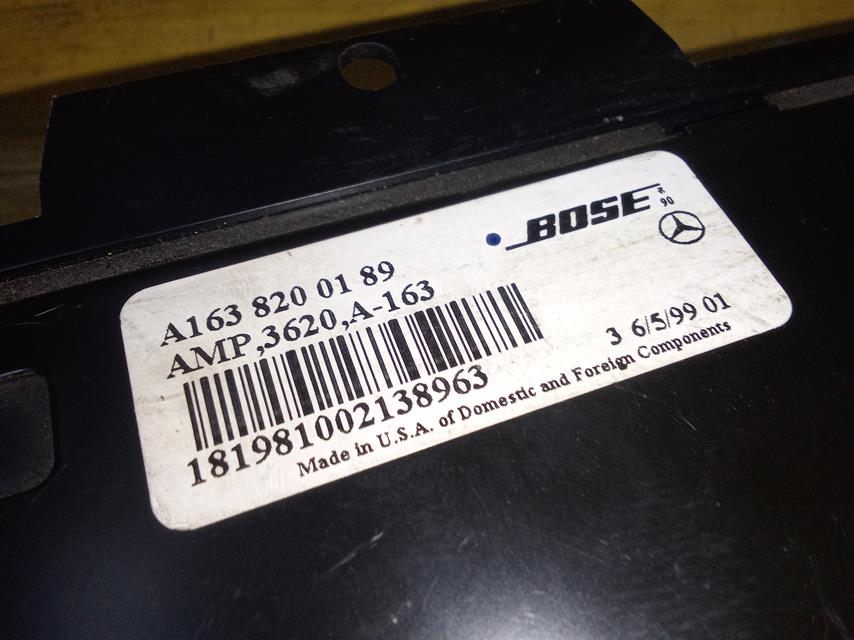 BOSE
90
A163 820 01 89
AMP,3620,A-163
181981002138963
3 6/5/99 01
Made in U.S.A. of Domestic and Foreign Components